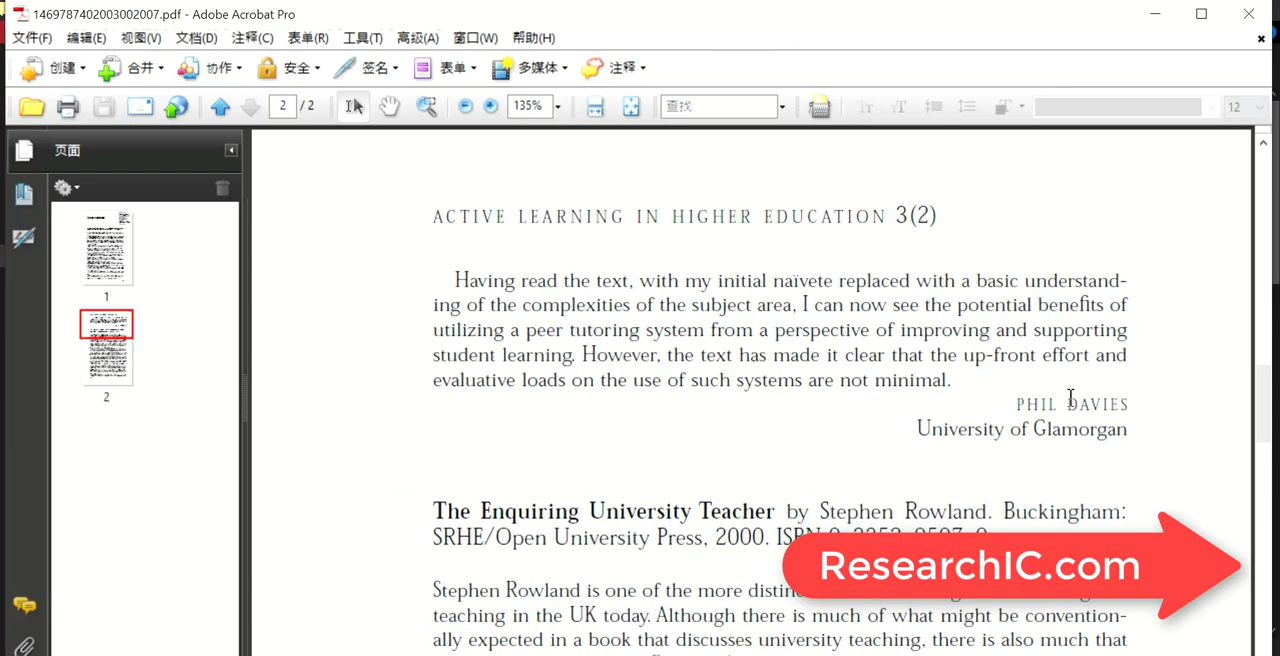 1469787402003002007.pdf - Adobe Acrobat Pro
文件(F) 编辑(E) 视图(V) 文档(D) 注释(C) 表单(R) 工具(T) 高级(A) 窗口(W) 帮助(H)
创建 合并 协作 安全 签名 表单 多媒体 注释
2 / 2 135% 查找 12
页面
1
2
ACTIVE LEARNING IN HIGHER EDUCATION 3(2)
Having read the text, with my initial naïvete replaced with a basic understand-
ing of the complexities of the subject area, I can now see the potential benefits of
utilizing a peer tutoring system from a perspective of improving and supporting
student learning. However, the text has made it clear that the up-front effort and
evaluative loads on the use of such systems are not minimal.
PHIL DAVIES
University of Glamorgan
The Enquiring University Teacher by Stephen Rowland. Buckingham:
SRHE/Open University Press, 2000.
Stephen Rowland is one of the more
teaching in the UK today. Although there is much of what might be convention-
ally expected in a book that discusses university teaching, there is also much that
ResearchIC.com